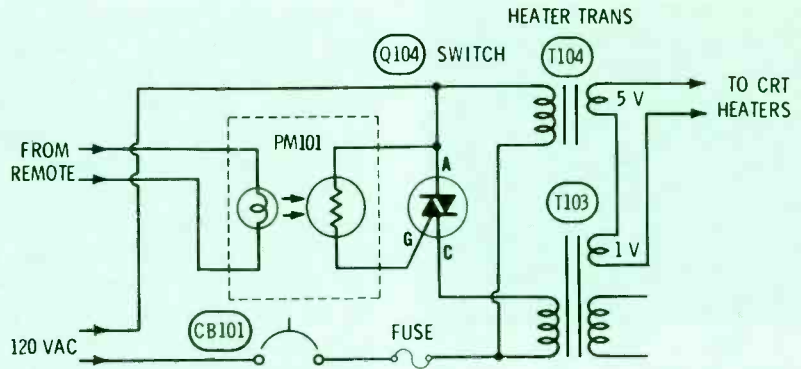 HEATER TRANS
Q104 SWITCH
T104
TO CRT
HEATERS
5 V
PM101
FROM
REMOTE
A
G
C
T103
1 V
CB101
FUSE
120 VAC